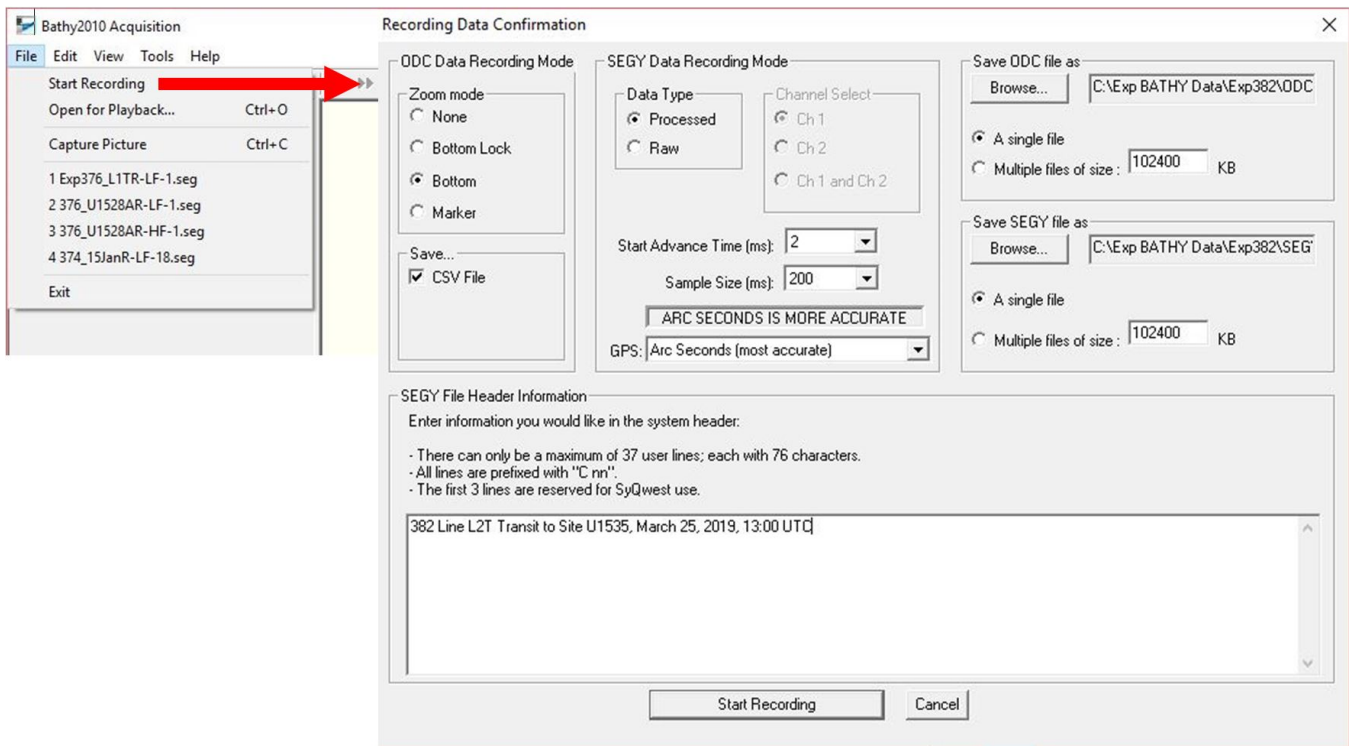 Bathy2010 Acquisition
File Edit View Tools Help
Start Recording
Open for Playback... Ctrl+O
Capture Picture Ctrl+C
1 Exp376_L1TR-LF-1.seg
2 376_U1528AR-LF-1.seg
3 376_U1528AR-HF-1.seg
4 374_15JanR-LF-18.seg
Exit
Recording Data Confirmation
ODC Data Recording Mode
Zoom mode
None
Bottom Lock
Bottom
Marker
Save...
CSV File
SEGY Data Recording Mode
Data Type
Processed
Raw
Channel Select
Ch 1
Ch 2
Ch 1 and Ch 2
Start Advance Time (ms): 2
Sample Size (ms): 200
ARC SECONDS IS MORE ACCURATE
GPS: Arc Seconds (most accurate)
Save ODC file as
Browse... C:\Exp BATHY Data\Exp382\ODC
A single file
Multiple files of size : 102400 KB
Save SEGY file as
Browse... C:\Exp BATHY Data\Exp382\SEG
A single file
Multiple files of size : 102400 KB
SEGY File Header Information
Enter information you would like in the system header:
- There can only be a maximum of 37 user lines; each with 76 characters.
- All lines are prefixed with "C nn".
- The first 3 lines are reserved for SyQwest use.
382 Line L2T Transit to Site U1535, March 25, 2019, 13:00 UTC
Start Recording Cancel